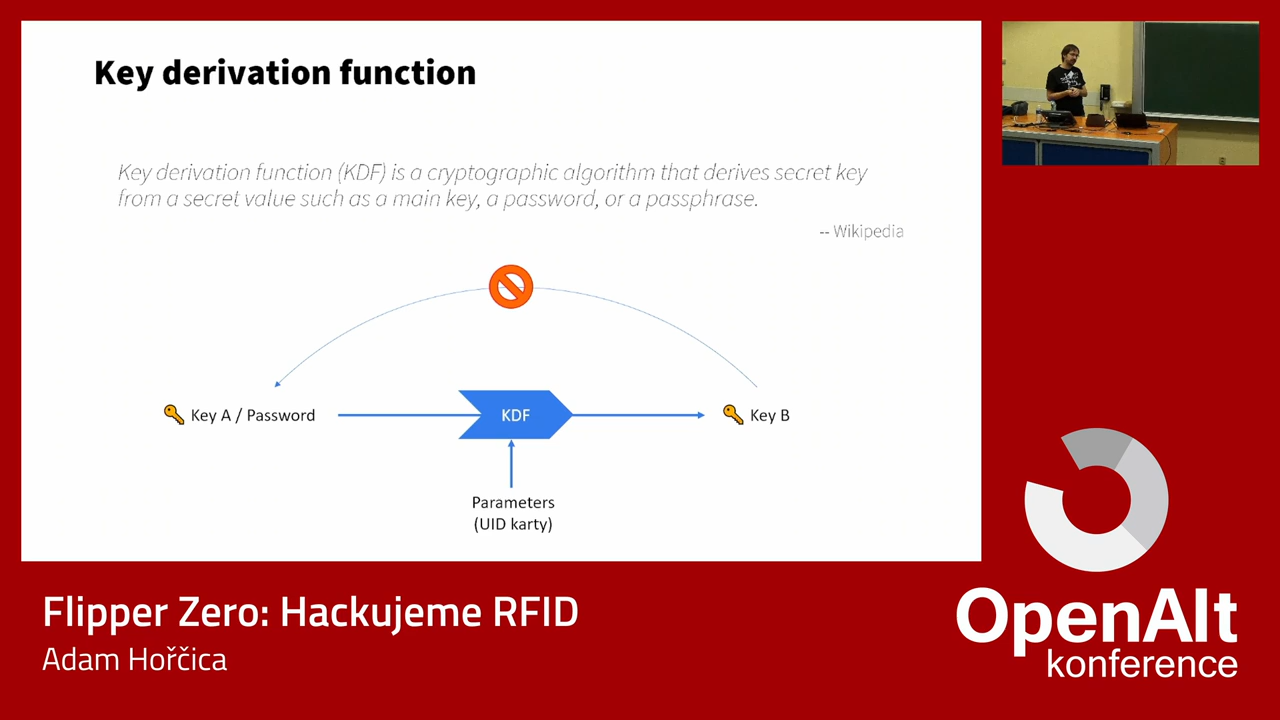 Key derivation function
Key derivation function (KDF) is a cryptographic algorithm that derives secret key
from a secret value such as a main key, a password, or a passphrase.
-- Wikipedia
Key A / Password
KDF
Key B
Parameters
(UID karty)
Flipper Zero: Hackujeme RFID
Adam Hořčica
OpenAlt
konference